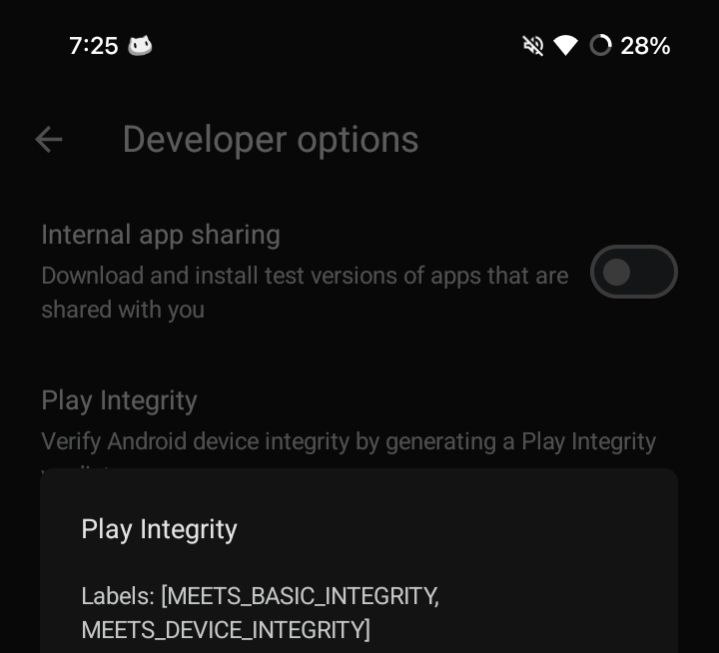 7:25 28%
Developer options
Internal app sharing
Download and install test versions of apps that are
shared with you
Play Integrity
Verify Android device integrity by generating a Play Integrity
Play Integrity
Labels: [MEETS_BASIC_INTEGRITY,
MEETS_DEVICE_INTEGRITY]